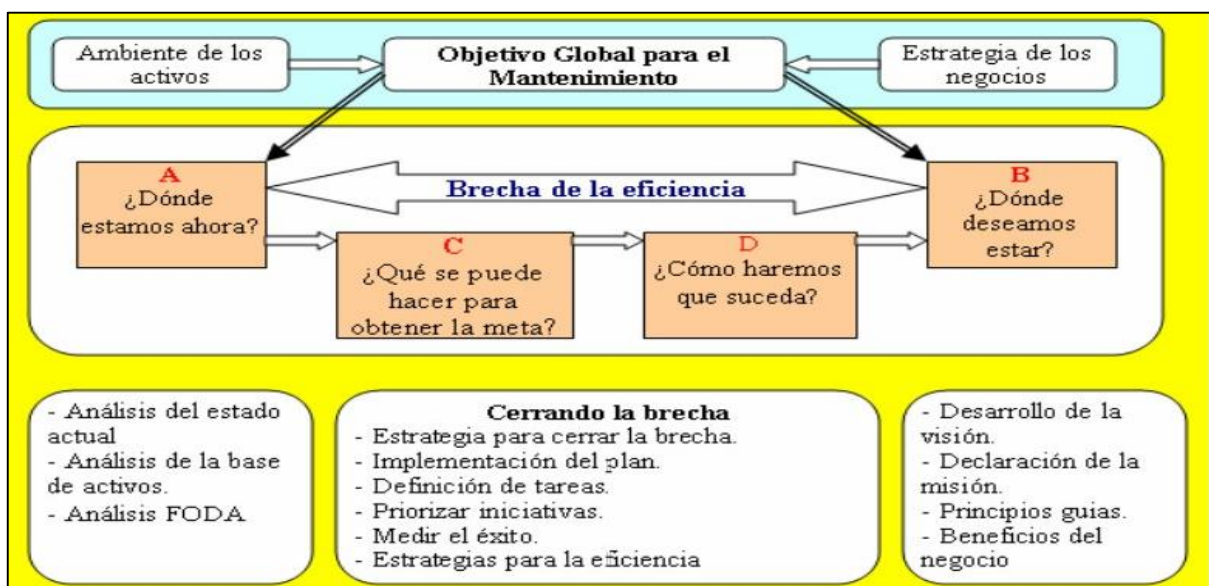 Ambiente de los
activos
Objetivo Global para el
Mantenimiento
Estrategia de los
negocios
A
¿Dónde
estamos ahora?
Brecha de la eficiencia
B
¿Dónde
deseamos
estar?
C
¿Qué se puede
hacer para
obtener la meta?
D
¿Cómo haremos
que suceda?
- Análisis del estado
actual
- Análisis de la base
de activos.
- Análisis FODA
Cerrando la brecha
- Estrategia para cerrar la brecha.
- Implementación del plan.
- Definición de tareas.
- Priorizar iniciativas.
- Medir el éxito.
- Estrategias para la eficiencia
- Desarrollo de la
visión.
- Declaración de la
misión.
- Principios guias.
- Beneficios del
negocio